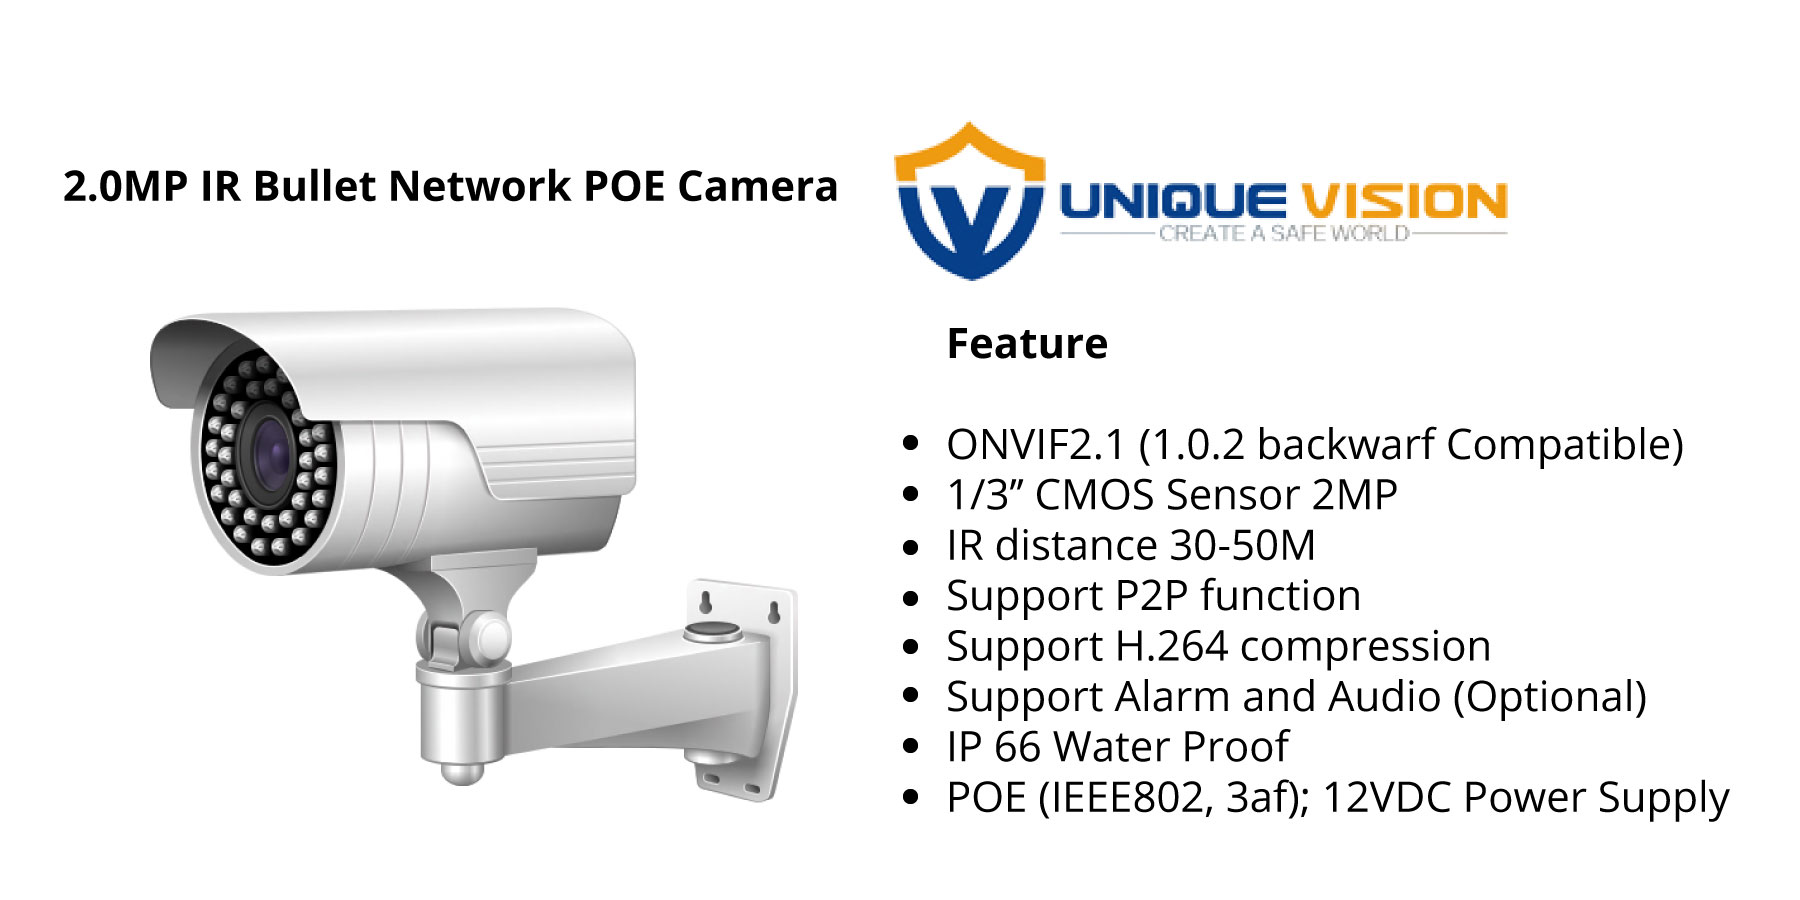 2.0MP IR Bullet Network POE Camera
UNIQUE VISION
CREATE A SAFE WORLD
Feature
• ONVIF2.1 (1.0.2 backwarf Compatible)
• 1/3” CMOS Sensor 2MP
• IR distance 30-50M
• Support P2P function
• Support H.264 compression
• Support Alarm and Audio (Optional)
• IP 66 Water Proof
• POE (IEEE802, 3af); 12VDC Power Supply